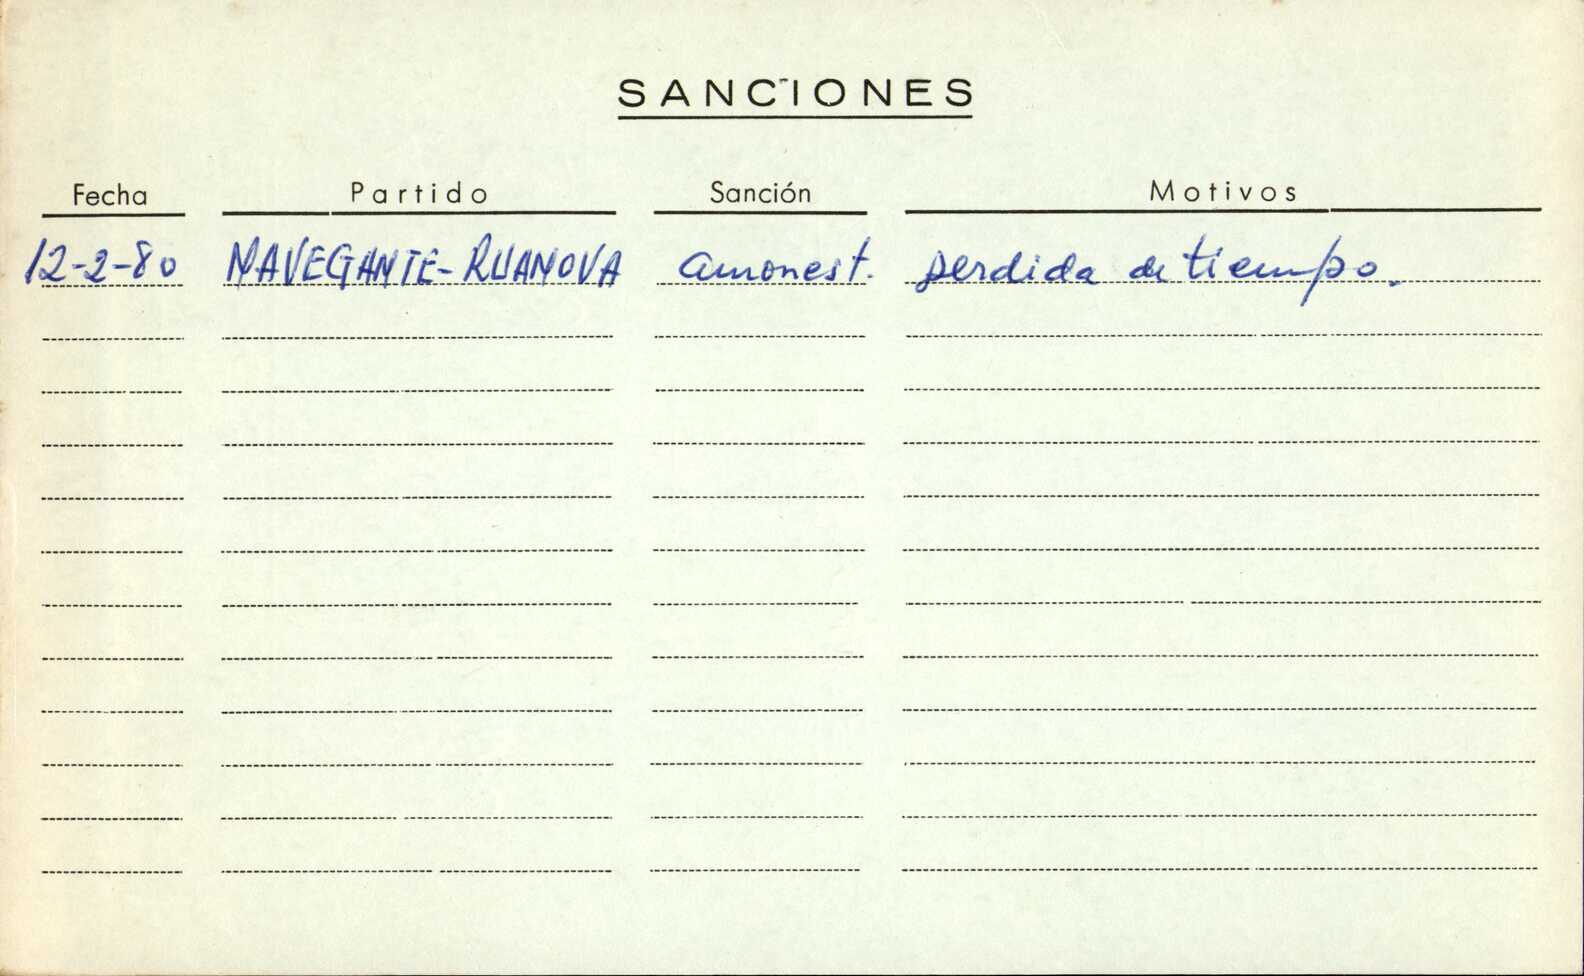 SANCIONES
Fecha Partido Sanción Motivos
12-2-80 NAVEGANTE-RUANOVA amonest. perdida de tiempo.